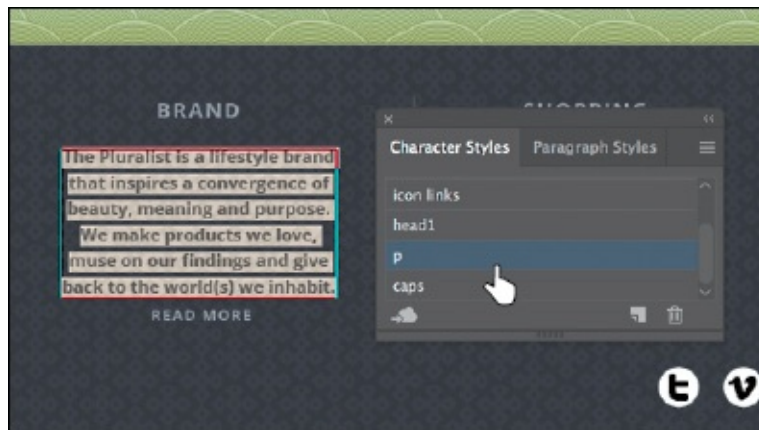 BRAND
SHOPPING
The Pluralist is a lifestyle brand
that inspires a convergence of
beauty, meaning and purpose.
We make products we love,
muse on our findings and give
back to the world(s) we inhabit.
READ MORE
Character Styles
Paragraph Styles
icon links
head1
p
caps